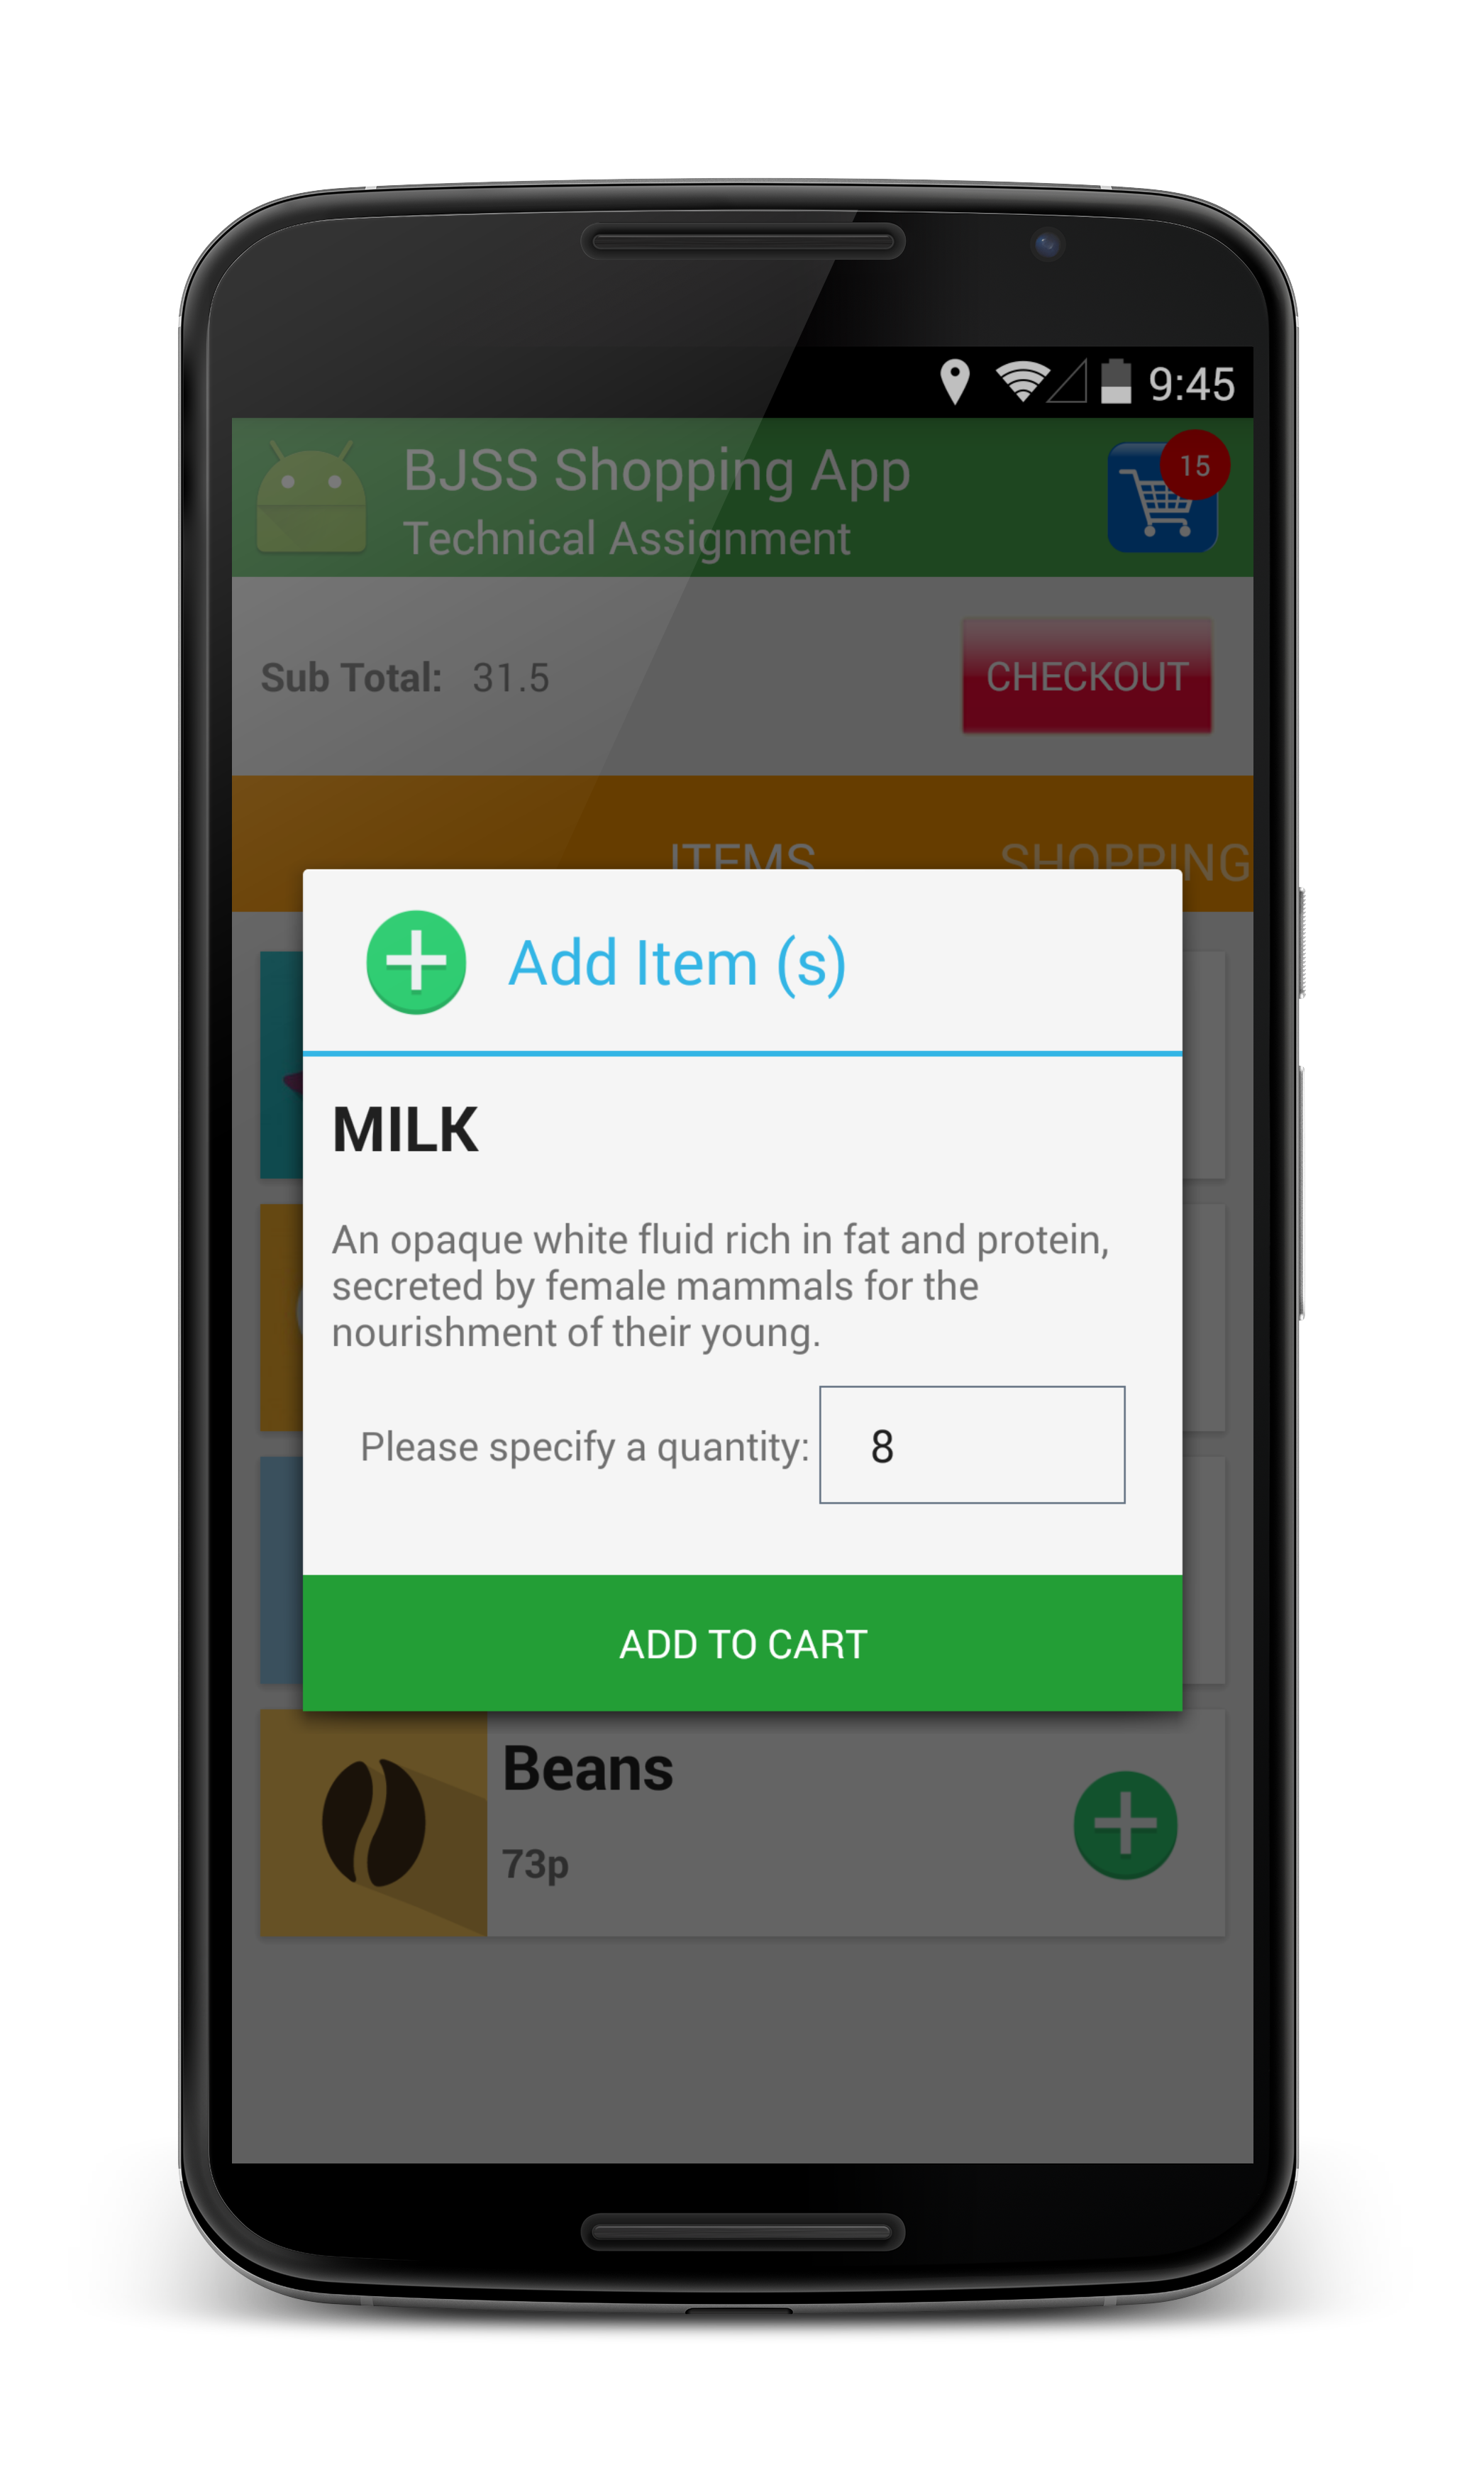 9:45
BJSS Shopping App
15
Technical Assignment
Sub Total: 31.5
CHECKOUT
ITEMS
SHOPPING
Add Item (s)
MILK
An opaque white fluid rich in fat and protein,
secreted by female mammals for the
nourishment of their young.
Please specify a quantity: 8
ADD TO CART
Beans
73p